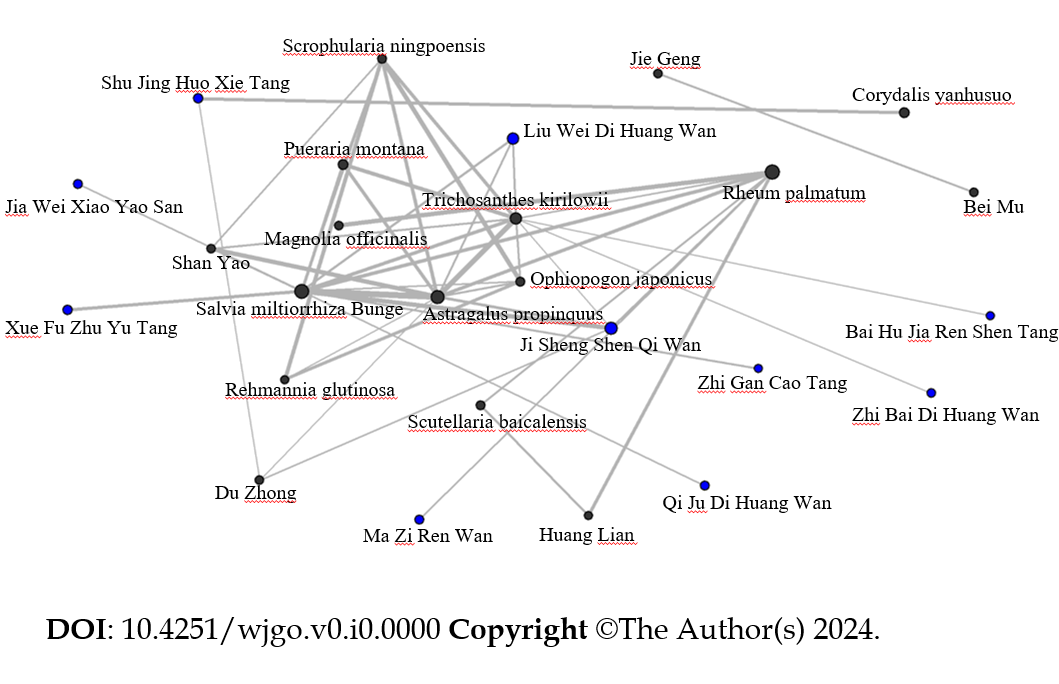 Scrophularia ningpoensis
Jie Geng
Shu Jing Huo Xie Tang
Corydalis yanhusuo
Liu Wei Di Huang Wan
Pueraria montana
Rheum palmatum
Trichosanthes kirilowii
Jia Wei Xiao Yao San
Bei Mu
Magnolia officinalis
Shan Yao
Ophiopogon japonicus
Salvia miltiorrhiza Bunge
Astragalus propinquus
Xue Fu Zhu Yu Tang
Bai Hu Jia Ren Shen Tang
Ji Sheng Shen Qi Wan
Zhi Gan Cao Tang
Rehmannia glutinosa
Zhi Bai Di Huang Wan
Scutellaria baicalensis
Du Zhong
Qi Ju Di Huang Wan
Ma Zi Ren Wan
Huang Lian
DOI: 10.4251/wjgo.v0.i0.0000 Copyright ©The Author(s) 2024.